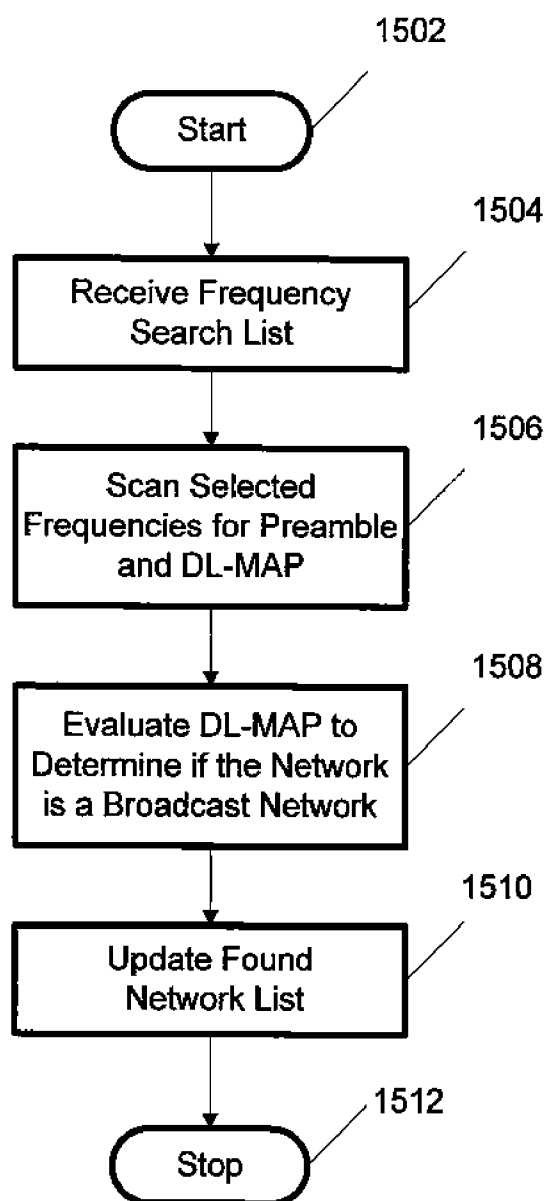 1502
Start
1504
Receive Frequency
Search List
1506
Scan Selected
Frequencies for Preamble
and DL-MAP
1508
Evaluate DL-MAP to
Determine if the Network
is a Broadcast Network
1510
Update Found
Network List
1512
Stop